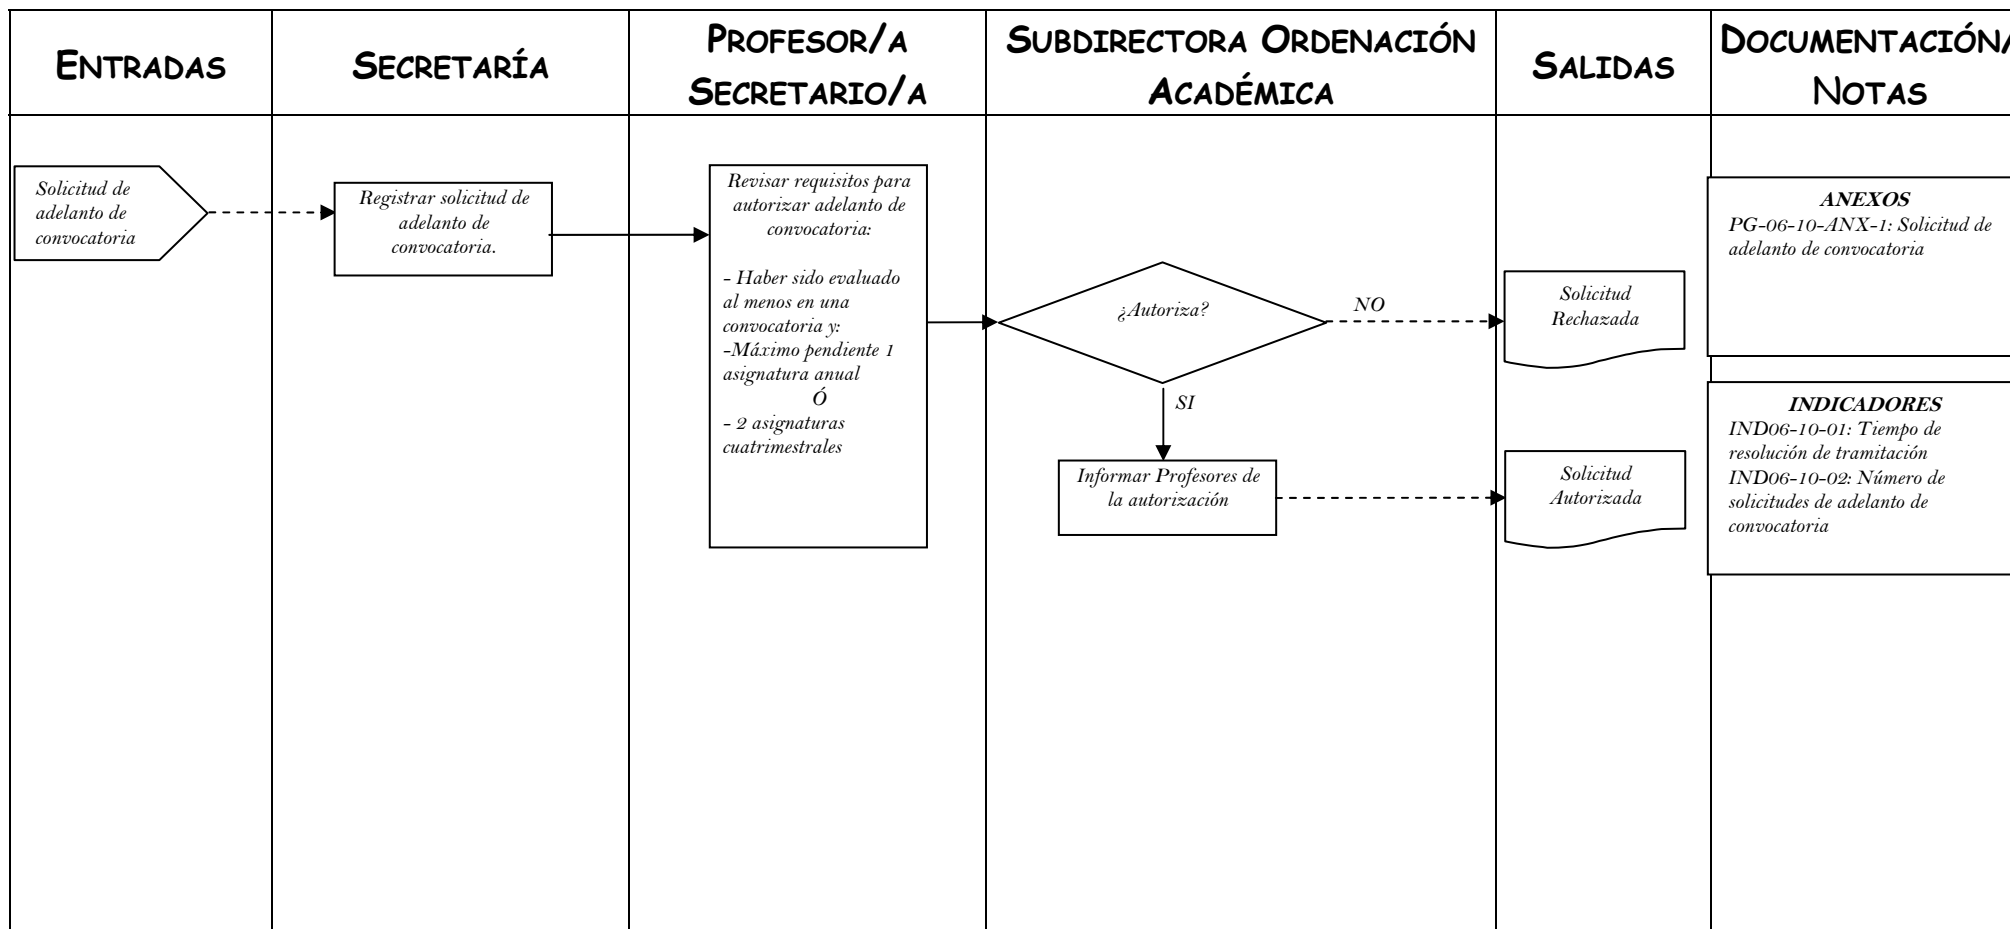 ENTRADAS
SECRETARÍA
PROFESOR/A
SECRETARIO/A
SUBDIRECTORA ORDENACIÓN
ACADÉMICA
SALIDAS
DOCUMENTACIÓN/
NOTAS
Solicitud de
adelanto de
convocatoria
Registrar solicitud de
adelanto de
convocatoria.
Revisar requisitos para
autorizar adelanto de
convocatoria:
- Haber sido evaluado
al menos en una
convocatoria y:
-Máximo pendiente 1
asignatura anual
Ó
- 2 asignaturas
cuatrimestrales
¿Autoriza?
NO
SI
Informar Profesores de
la autorización
Solicitud
Rechazada
Solicitud
Autorizada
ANEXOS
PG-06-10-ANX-1: Solicitud de
adelanto de convocatoria
INDICADORES
IND06-10-01: Tiempo de
resolución de tramitación
IND06-10-02: Número de
solicitudes de adelanto de
convocatoria